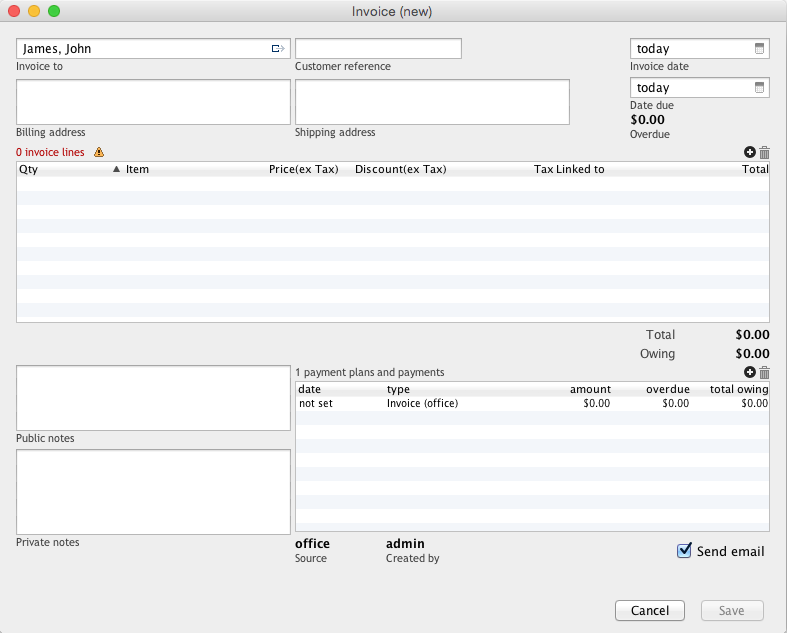 Invoice (new)
James, John
today
Invoice to
Customer reference
Invoice date
today
Date due
$0.00
Billing address
Shipping address
Overdue
0 invoice lines
Qty Item Price(ex Tax) Discount(ex Tax) Tax Linked to Total
Total $0.00
Owing $0.00
1 payment plans and payments
date type amount overdue total owing
not set Invoice (office) $0.00 $0.00 $0.00
Public notes
Private notes
office admin
Source Created by
Send email
Cancel Save